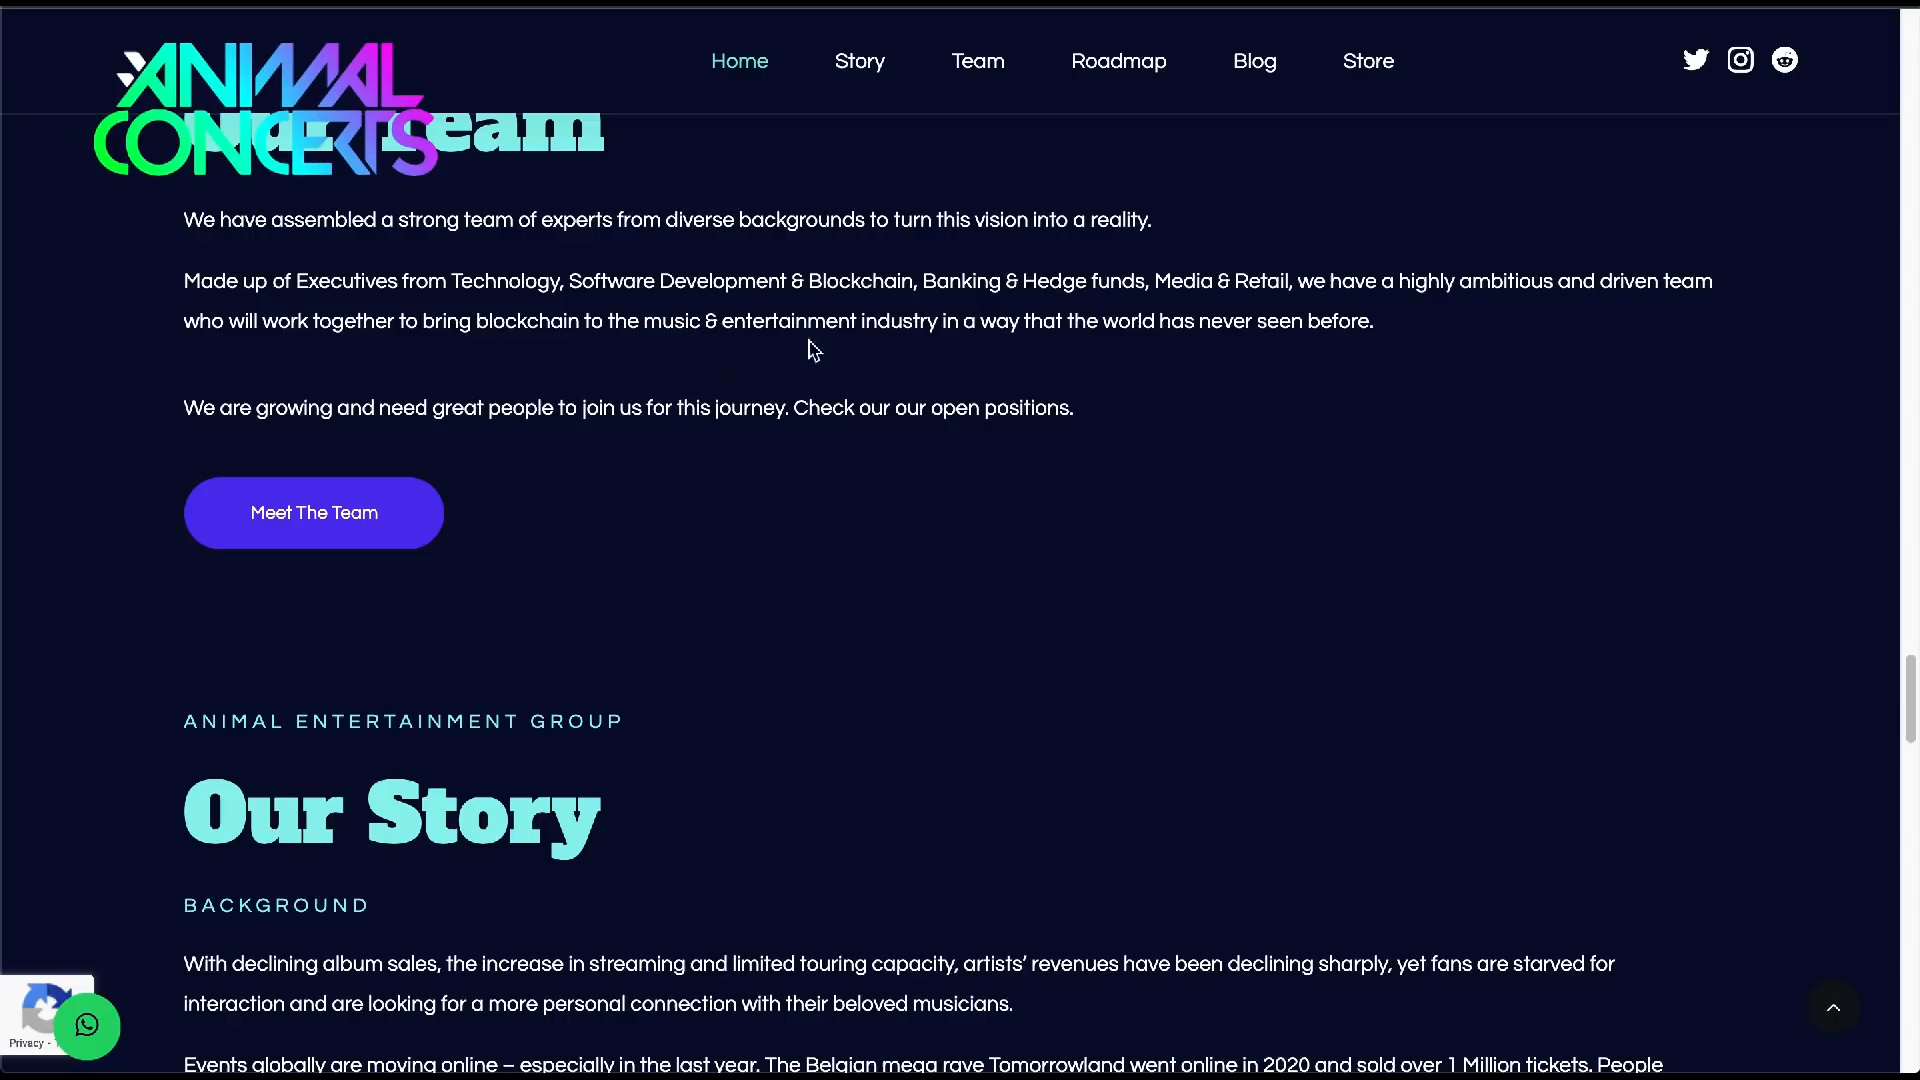 ANIMAL
CONCERTS
Home Story Team Roadmap Blog Store
Our Team
We have assembled a strong team of experts from diverse backgrounds to turn this vision into a reality.
Made up of Executives from Technology, Software Development & Blockchain, Banking & Hedge funds, Media & Retail, we have a highly ambitious and driven team
who will work together to bring blockchain to the music & entertainment industry in a way that the world has never seen before.
We are growing and need great people to join us for this journey. Check our our open positions.
Meet The Team
ANIMAL ENTERTAINMENT GROUP
Our Story
BACKGROUND
With declining album sales, the increase in streaming and limited touring capacity, artists’ revenues have been declining sharply, yet fans are starved for
interaction and are looking for a more personal connection with their beloved musicians.
Privacy -
Events globally are moving online – especially in the last year. The Belgian mega rave Tomorrowland went online in 2020 and sold over 1 Million tickets. People